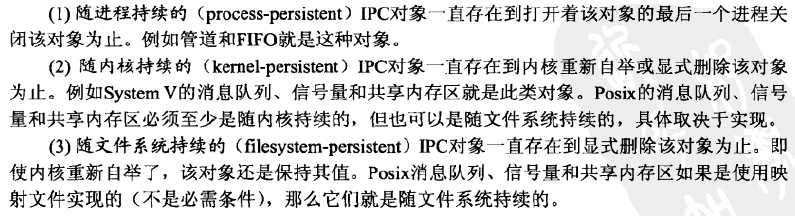 (1) 随进程持续的（process-persistent）IPC对象一直存在到打开着该对象的最后一个进程关
闭该对象为止。例如管道和FIFO就是这种对象。
(2) 随内核持续的（kernel-persistent）IPC对象一直存在到内核重新自举或显式删除该对象
为止。例如System V的消息队列、信号量和共享内存区就是此类对象。Posix的消息队列、信号
量和共享内存区必须至少是随内核持续的，但也可以是随文件系统持续的，具体取决于实现。
(3) 随文件系统持续的（filesystem-persistent）IPC对象一直存在到显式删除该对象为止。即
使内核重新自举了，该对象还是保持其值。Posix消息队列、信号量和共享内存区如果是使用映
射文件实现的（不是必需条件），那么它们就是随文件系统持续的。